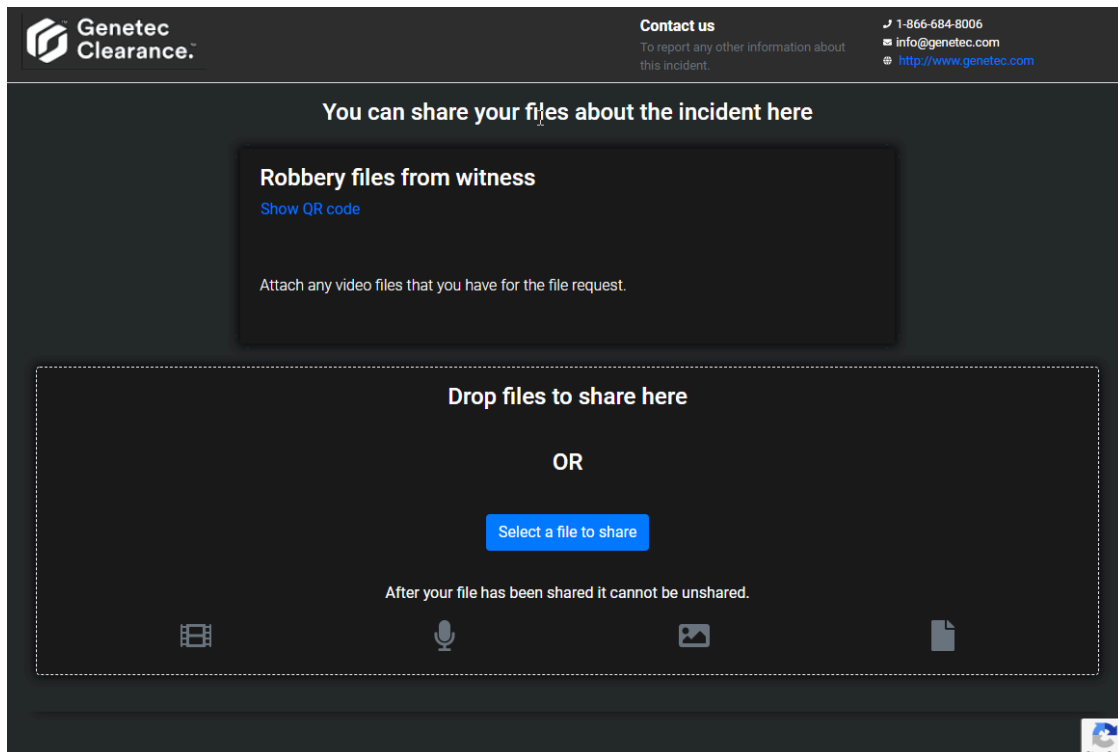 Genetec
Clearance.™
Contact us
To report any other information about
this incident.
1-866-684-8006
info@genetec.com
http://www.genetec.com
You can share your files about the incident here
Robbery files from witness
Show QR code
Attach any video files that you have for the file request.
Drop files to share here
OR
Select a file to share
After your file has been shared it cannot be unshared.